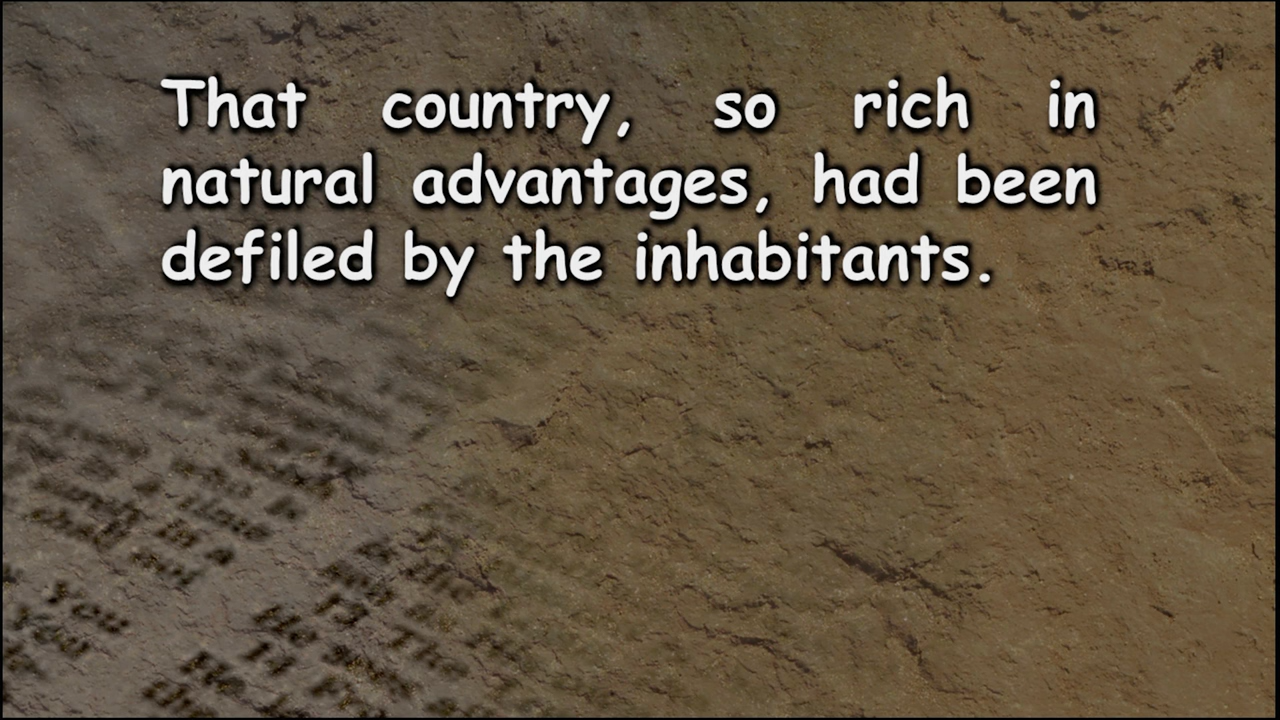 That country, so rich in
natural advantages, had been
defiled by the inhabitants.